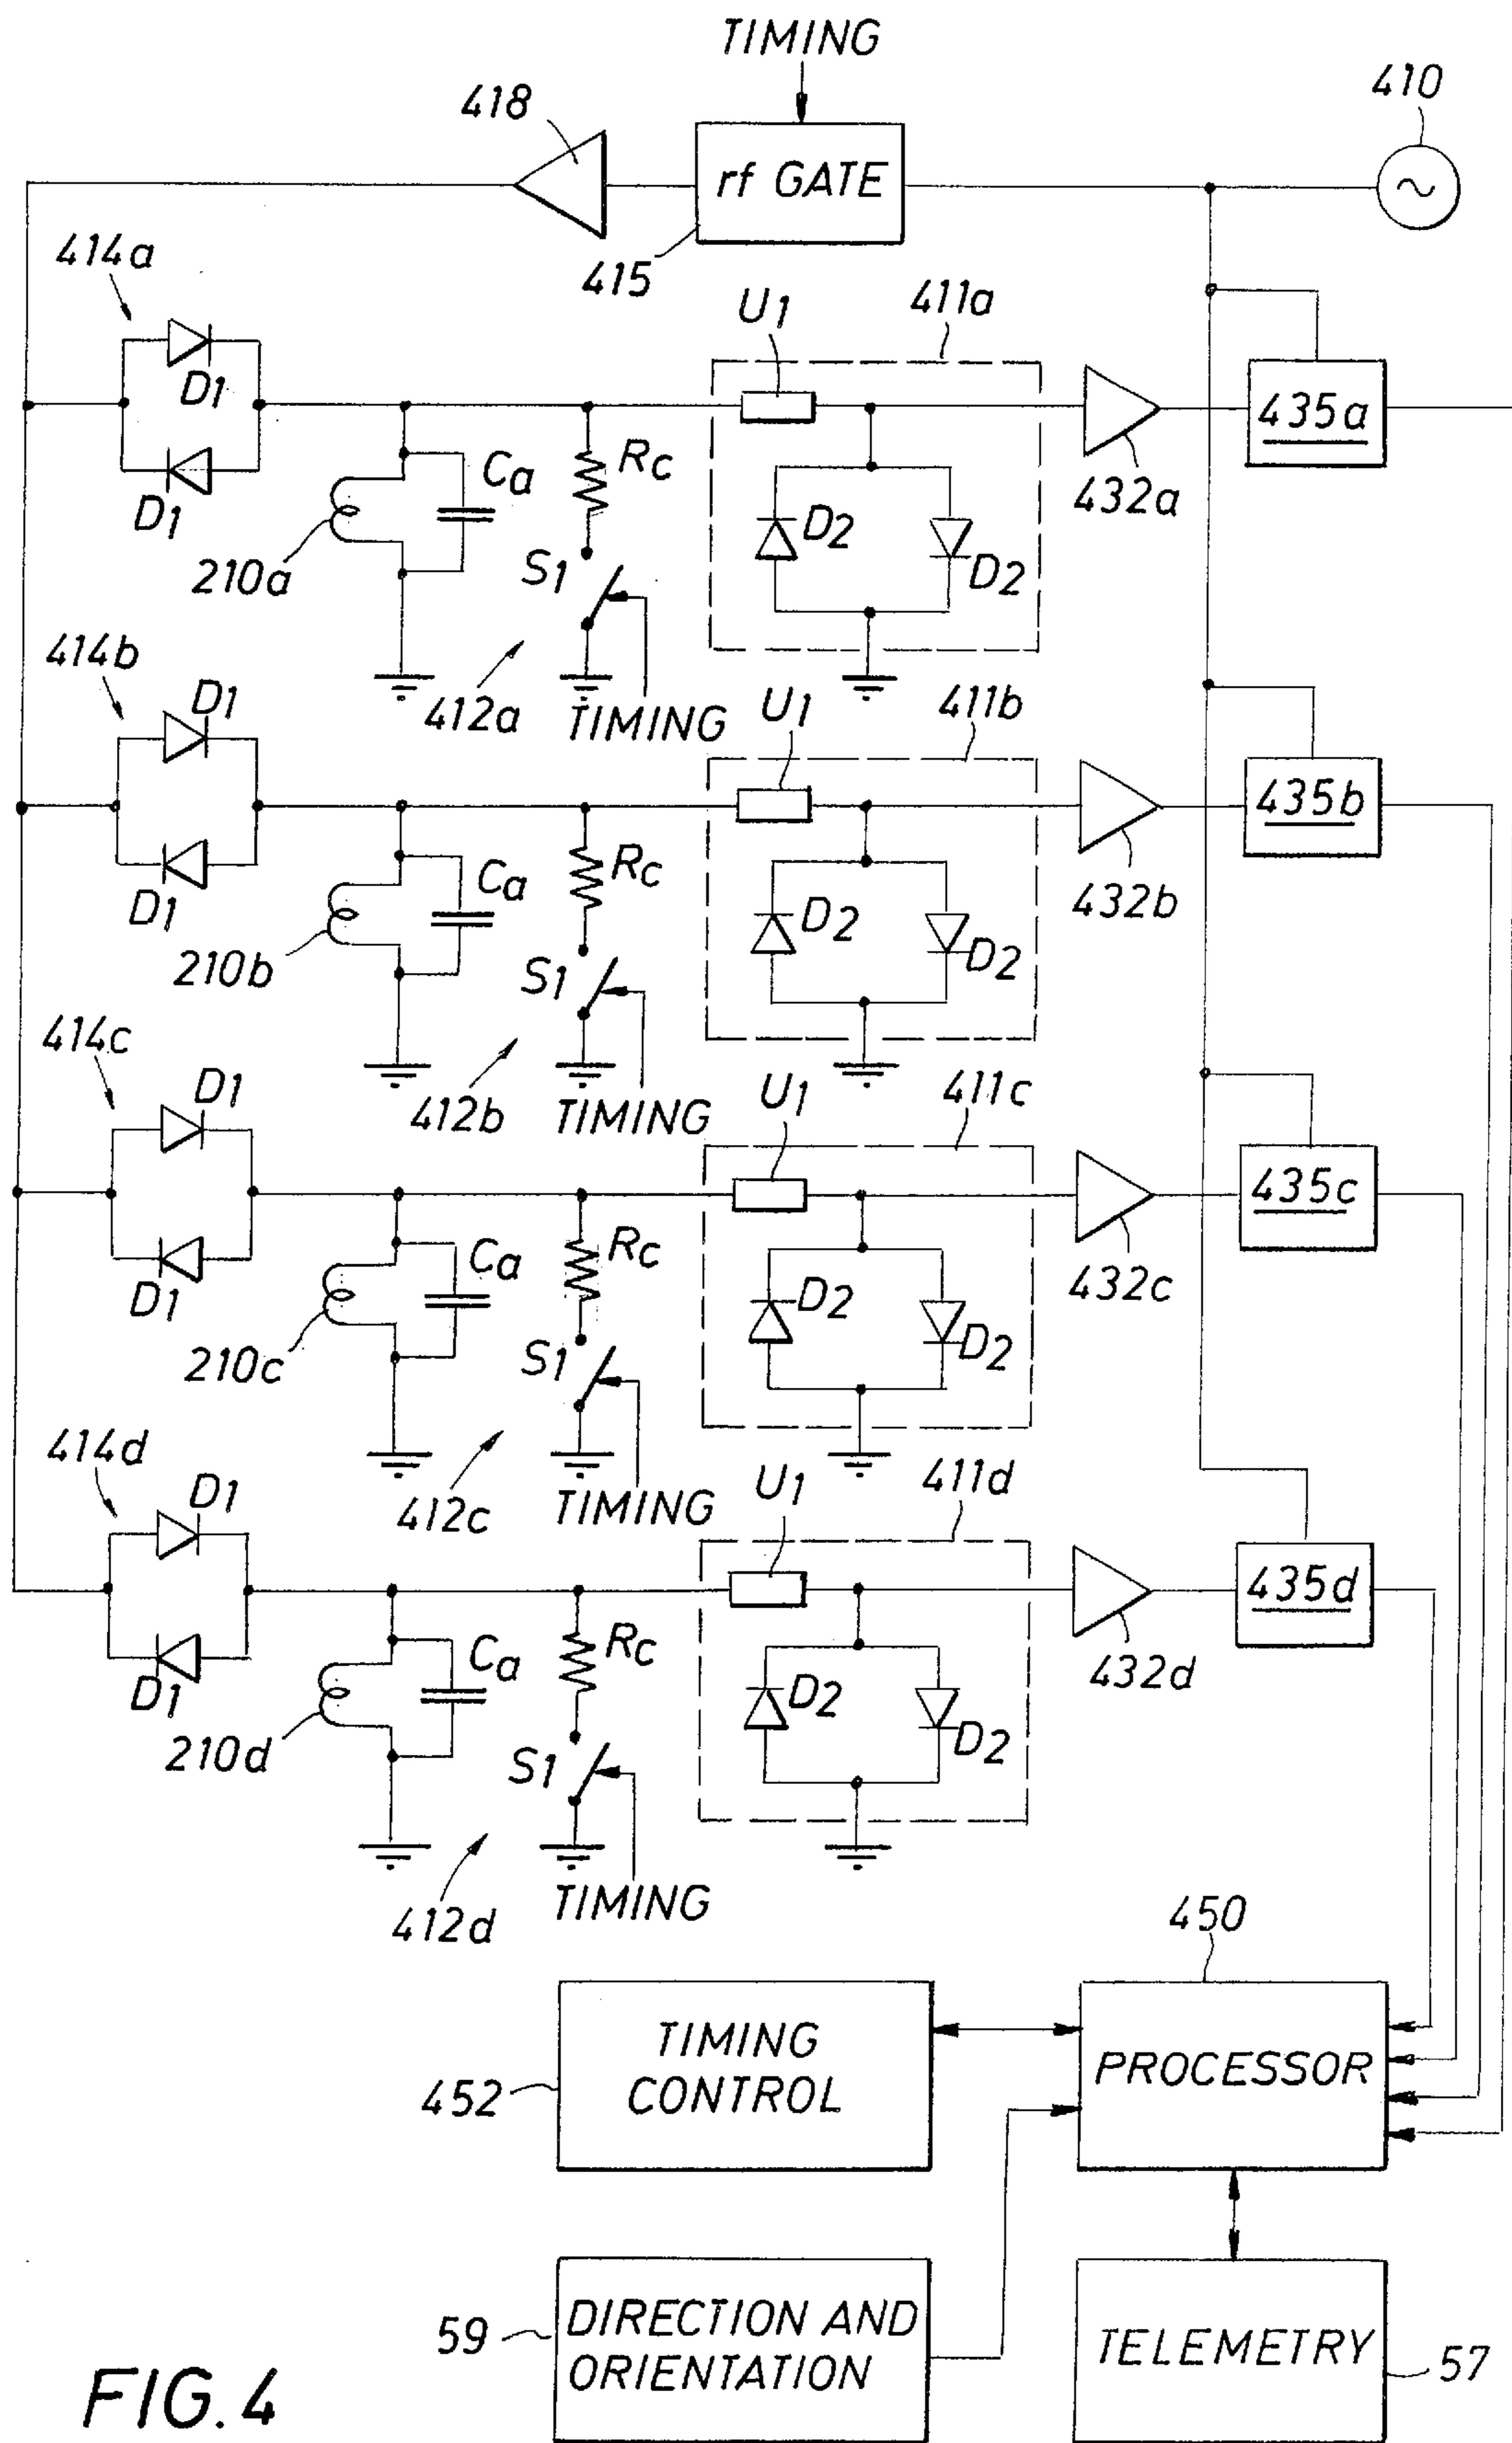 TIMING
418
410
rf GATE
415
414a
D1
D1
Ca
210a
Rc
S1
412a
TIMING
U1
411a
D2
D2
432a
435a
414b
D1
D1
Ca
210b
Rc
S1
412b
TIMING
U1
411b
D2
D2
432b
435b
414c
D1
D1
Ca
210c
Rc
S1
412c
TIMING
U1
411c
D2
D2
432c
435c
414d
D1
D1
Ca
210d
Rc
S1
412d
TIMING
U1
411d
D2
D2
432d
435d
450
TIMING
CONTROL
452
PROCESSOR
59
DIRECTION AND
ORIENTATION
TELEMETRY
57
FIG. 4